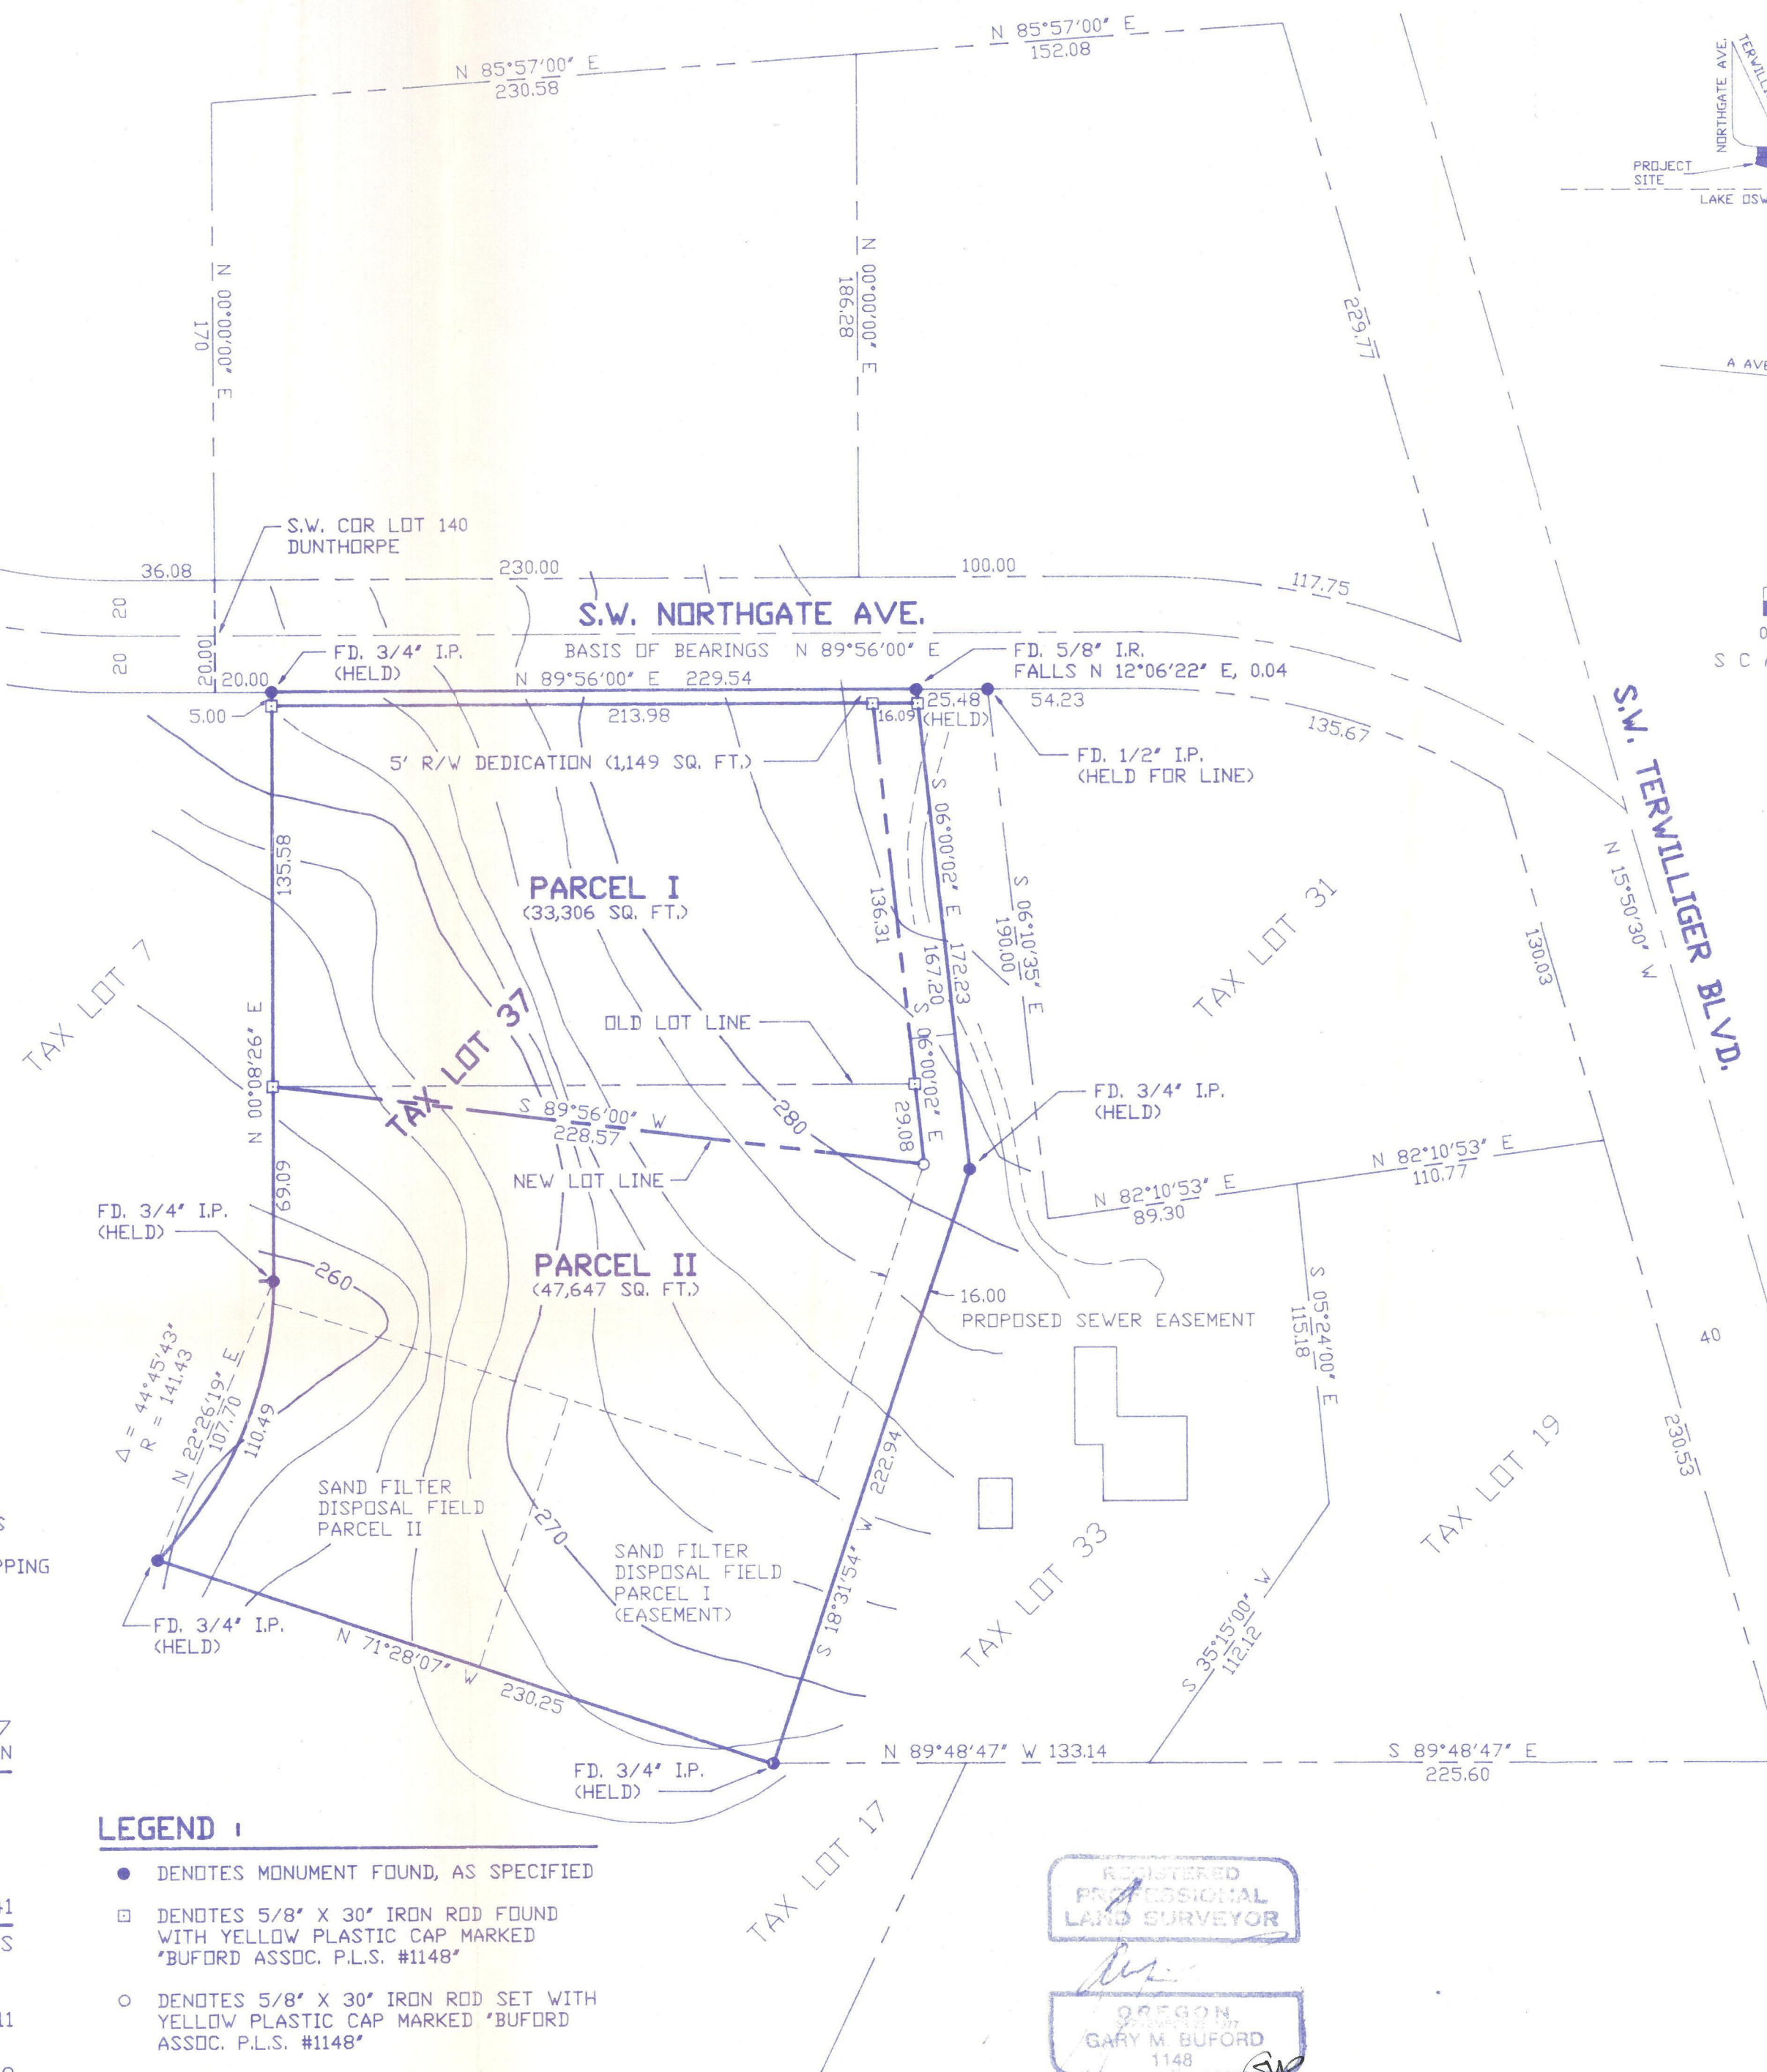 N 85°57'00" E
230.58
N 85°57'00" E
152.08
NORTHGATE AVE.
PROJECT
SITE
N 00°00'00" E
170
N 00°00'00" E
186.28
229.77
S.W. COR LOT 140
DUNTHORPE
36.08
230.00
100.00
117.75
20
20
20.00
S.W. NORTHGATE AVE.
BASIS OF BEARINGS N 89°56'00" E
FD. 3/4" I.P.
(HELD)
20.00
N 89°56'00" E 229.54
FD. 5/8" I.R.
FALLS N 12°06'22" E, 0.04
5.00
213.98
16.09
25.48
(HELD)
54.23
135.67
5' R/W DEDICATION (1,149 SQ. FT.)
FD. 1/2" I.P.
(HELD FOR LINE)
S.W. TERWILLIGER BLVD.
N 15°50'30" W
135.58
PARCEL I
(33,306 SQ. FT.)
136.31
S 06°00'02" E 172.23
167.20
S 06°10'35" E
190.00
TAX LOT 31
130.03
TAX LOT 7
N 00°08'26" E
TAX LOT 37
OLD LOT LINE
S 06°00'02" E
29.08
S 89°56'00" W
228.57
280
NEW LOT LINE
FD. 3/4" I.P.
(HELD)
N 82°10'53" E
89.30
N 82°10'53" E
110.77
69.09
FD. 3/4" I.P.
(HELD)
260
PARCEL II
(47,647 SQ. FT.)
16.00
PROPOSED SEWER EASEMENT
S 05°24'00" E
115.18
40
Δ = 44°45'43"
R = 141.43
N 22°26'19" E
107.70
110.49
SAND FILTER
DISPOSAL FIELD
PARCEL II
270
SAND FILTER
DISPOSAL FIELD
PARCEL I
(EASEMENT)
S 18°31'54" W 222.94
TAX LOT 33
TAX LOT 19
230.53
S 35°15'00" W
112.12
FD. 3/4" I.P.
(HELD)
N 71°28'07" W 230.25
FD. 3/4" I.P.
(HELD)
N 89°48'47" W 133.14
S 89°48'47" E
225.60
TAX LOT 17
LEGEND :
DENOTES MONUMENT FOUND, AS SPECIFIED
DENOTES 5/8" X 30" IRON ROD FOUND
WITH YELLOW PLASTIC CAP MARKED
"BUFORD ASSOC. P.L.S. #1148"
DENOTES 5/8" X 30" IRON ROD SET WITH
YELLOW PLASTIC CAP MARKED "BUFORD
ASSOC. P.L.S. #1148"
REGISTERED
PROFESSIONAL
LAND SURVEYOR
OREGON
GARY M. BUFORD
1148